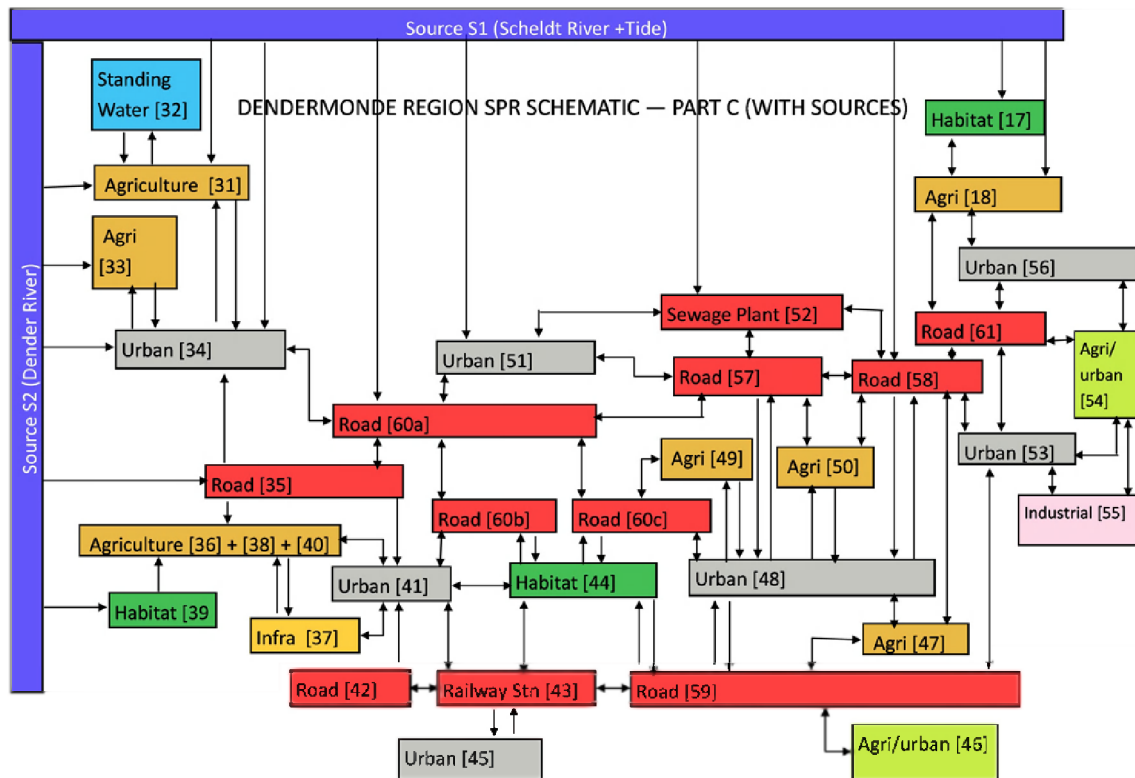 Source S1 (Scheldt River +Tide)
Source S2 (Dender River)
DENDERMONDE REGION SPR SCHEMATIC — PART C (WITH SOURCES)
Standing
Water [32]
Habitat [17]
Agriculture [31]
Agri [18]
Agri
[33]
Urban [56]
Sewage Plant [52]
Road [61]
Urban [34]
Urban [51]
Agri/
urban
[54]
Road [57]
Road [58]
Road [60a]
Agri [49]
Agri [50]
Urban [53]
Road [35]
Industrial [55]
Road [60b]
Road [60c]
Agriculture [36] + [38] + [40]
Urban [41]
Habitat [44]
Urban [48]
Habitat [39
Infra [37]
Agri [47]
Road [42]
Railway Stn [43]
Road [59]
Urban [45]
Agri/urban [46]